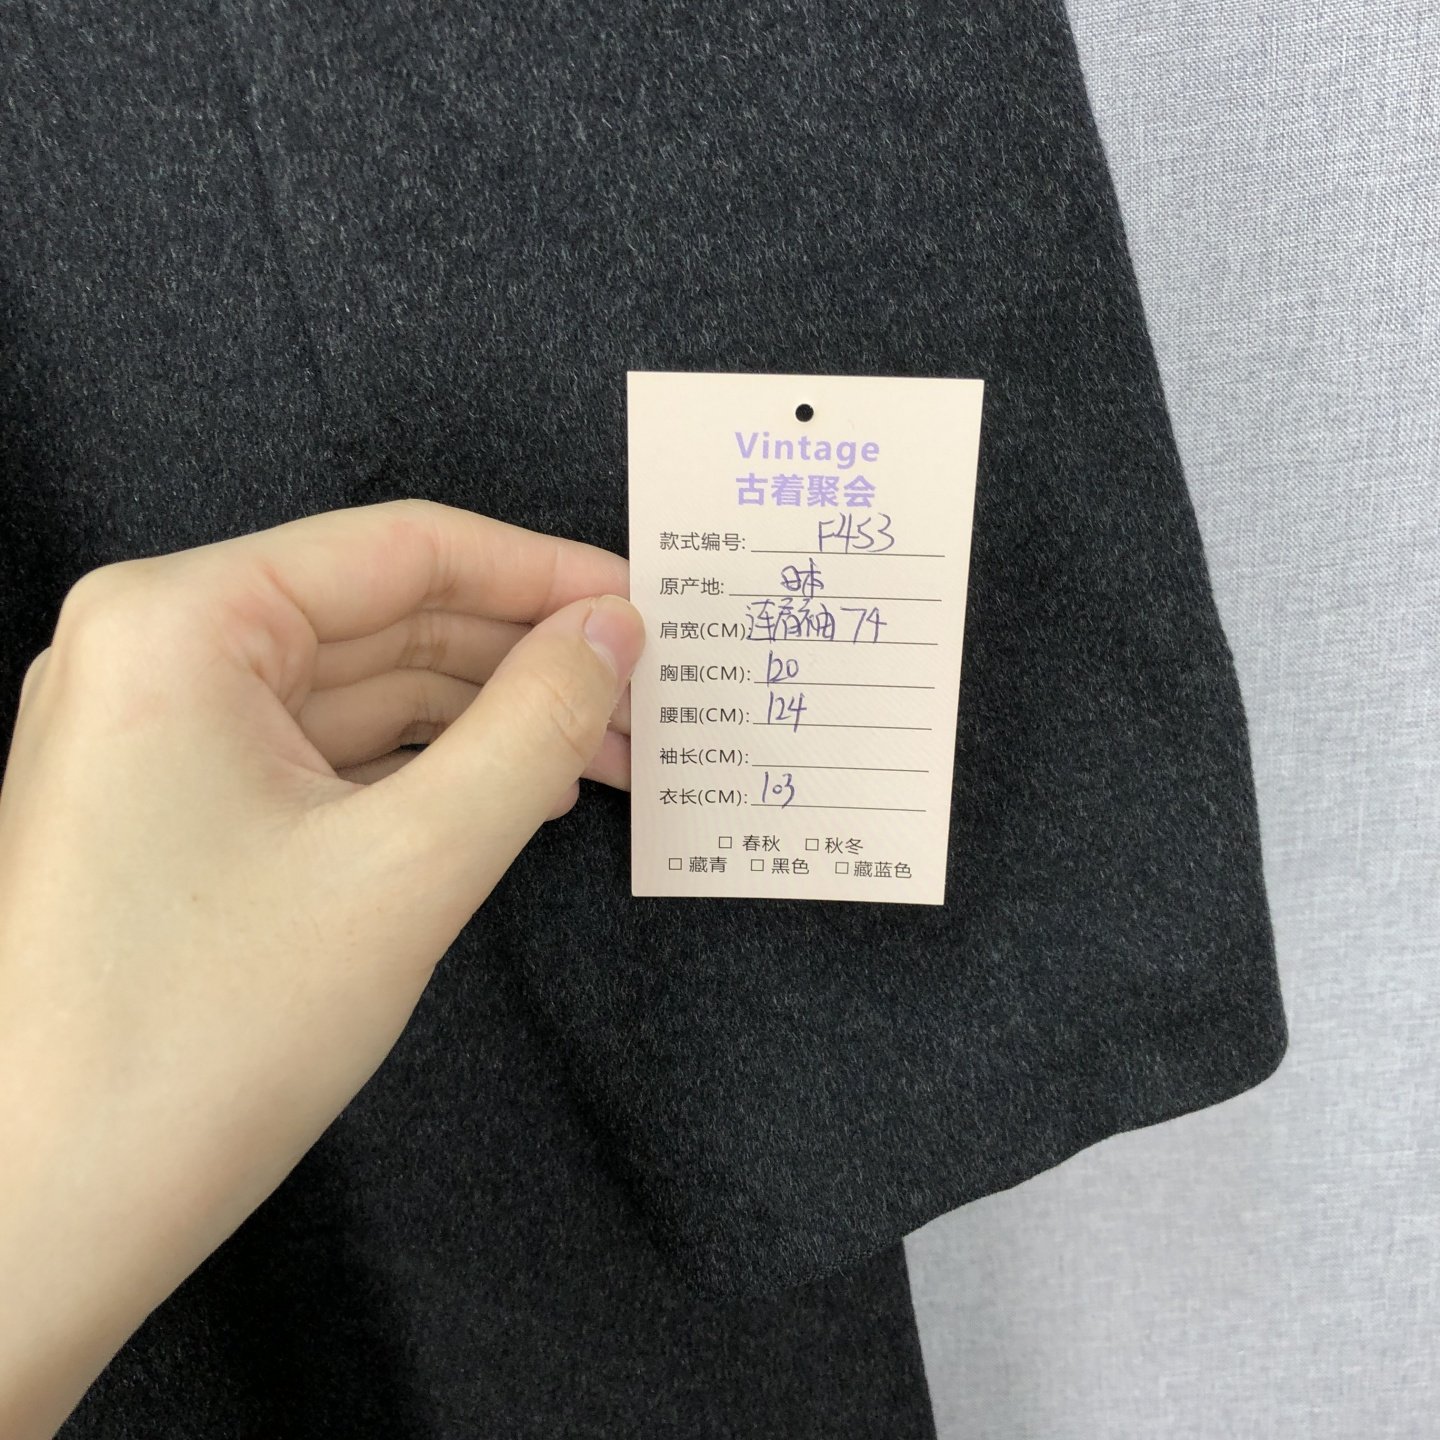 Vintage
古着聚会
款式编号: F453
原产地: 日本
肩宽(CM): 连肩袖 74
胸围(CM): 120
腰围(CM): 124
袖长(CM):
衣长(CM): 103
□ 春秋 □ 秋冬
□ 藏青 □ 黑色 □ 藏蓝色